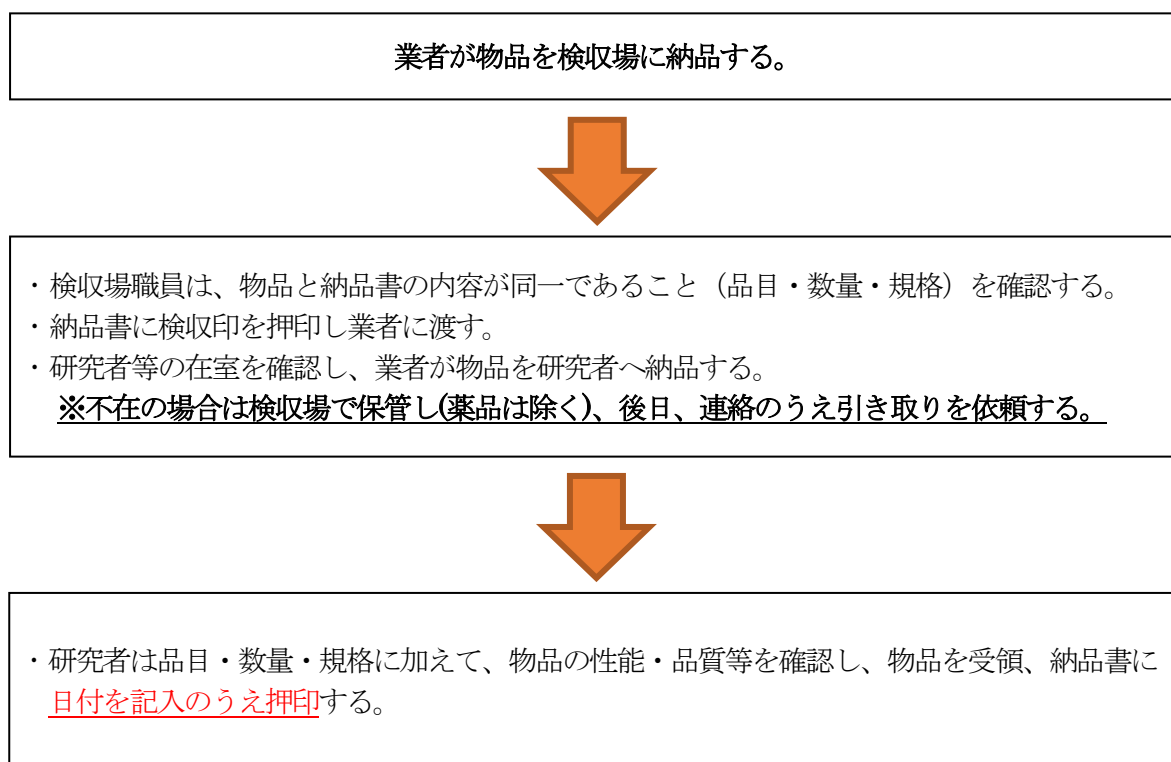 業者が物品を検収場に納品する。
・検収場職員は、物品と納品書の内容が同一であること（品目・数量・規格）を確認する。
・納品書に検収印を押印し業者に渡す。
・研究者等の在室を確認し、業者が物品を研究者へ納品する。
※不在の場合は検収場で保管し(薬品は除く)、後日、連絡のうえ引き取りを依頼する。
・研究者は品目・数量・規格に加えて、物品の性能・品質等を確認し、物品を受領、納品書に
日付を記入のうえ押印する。